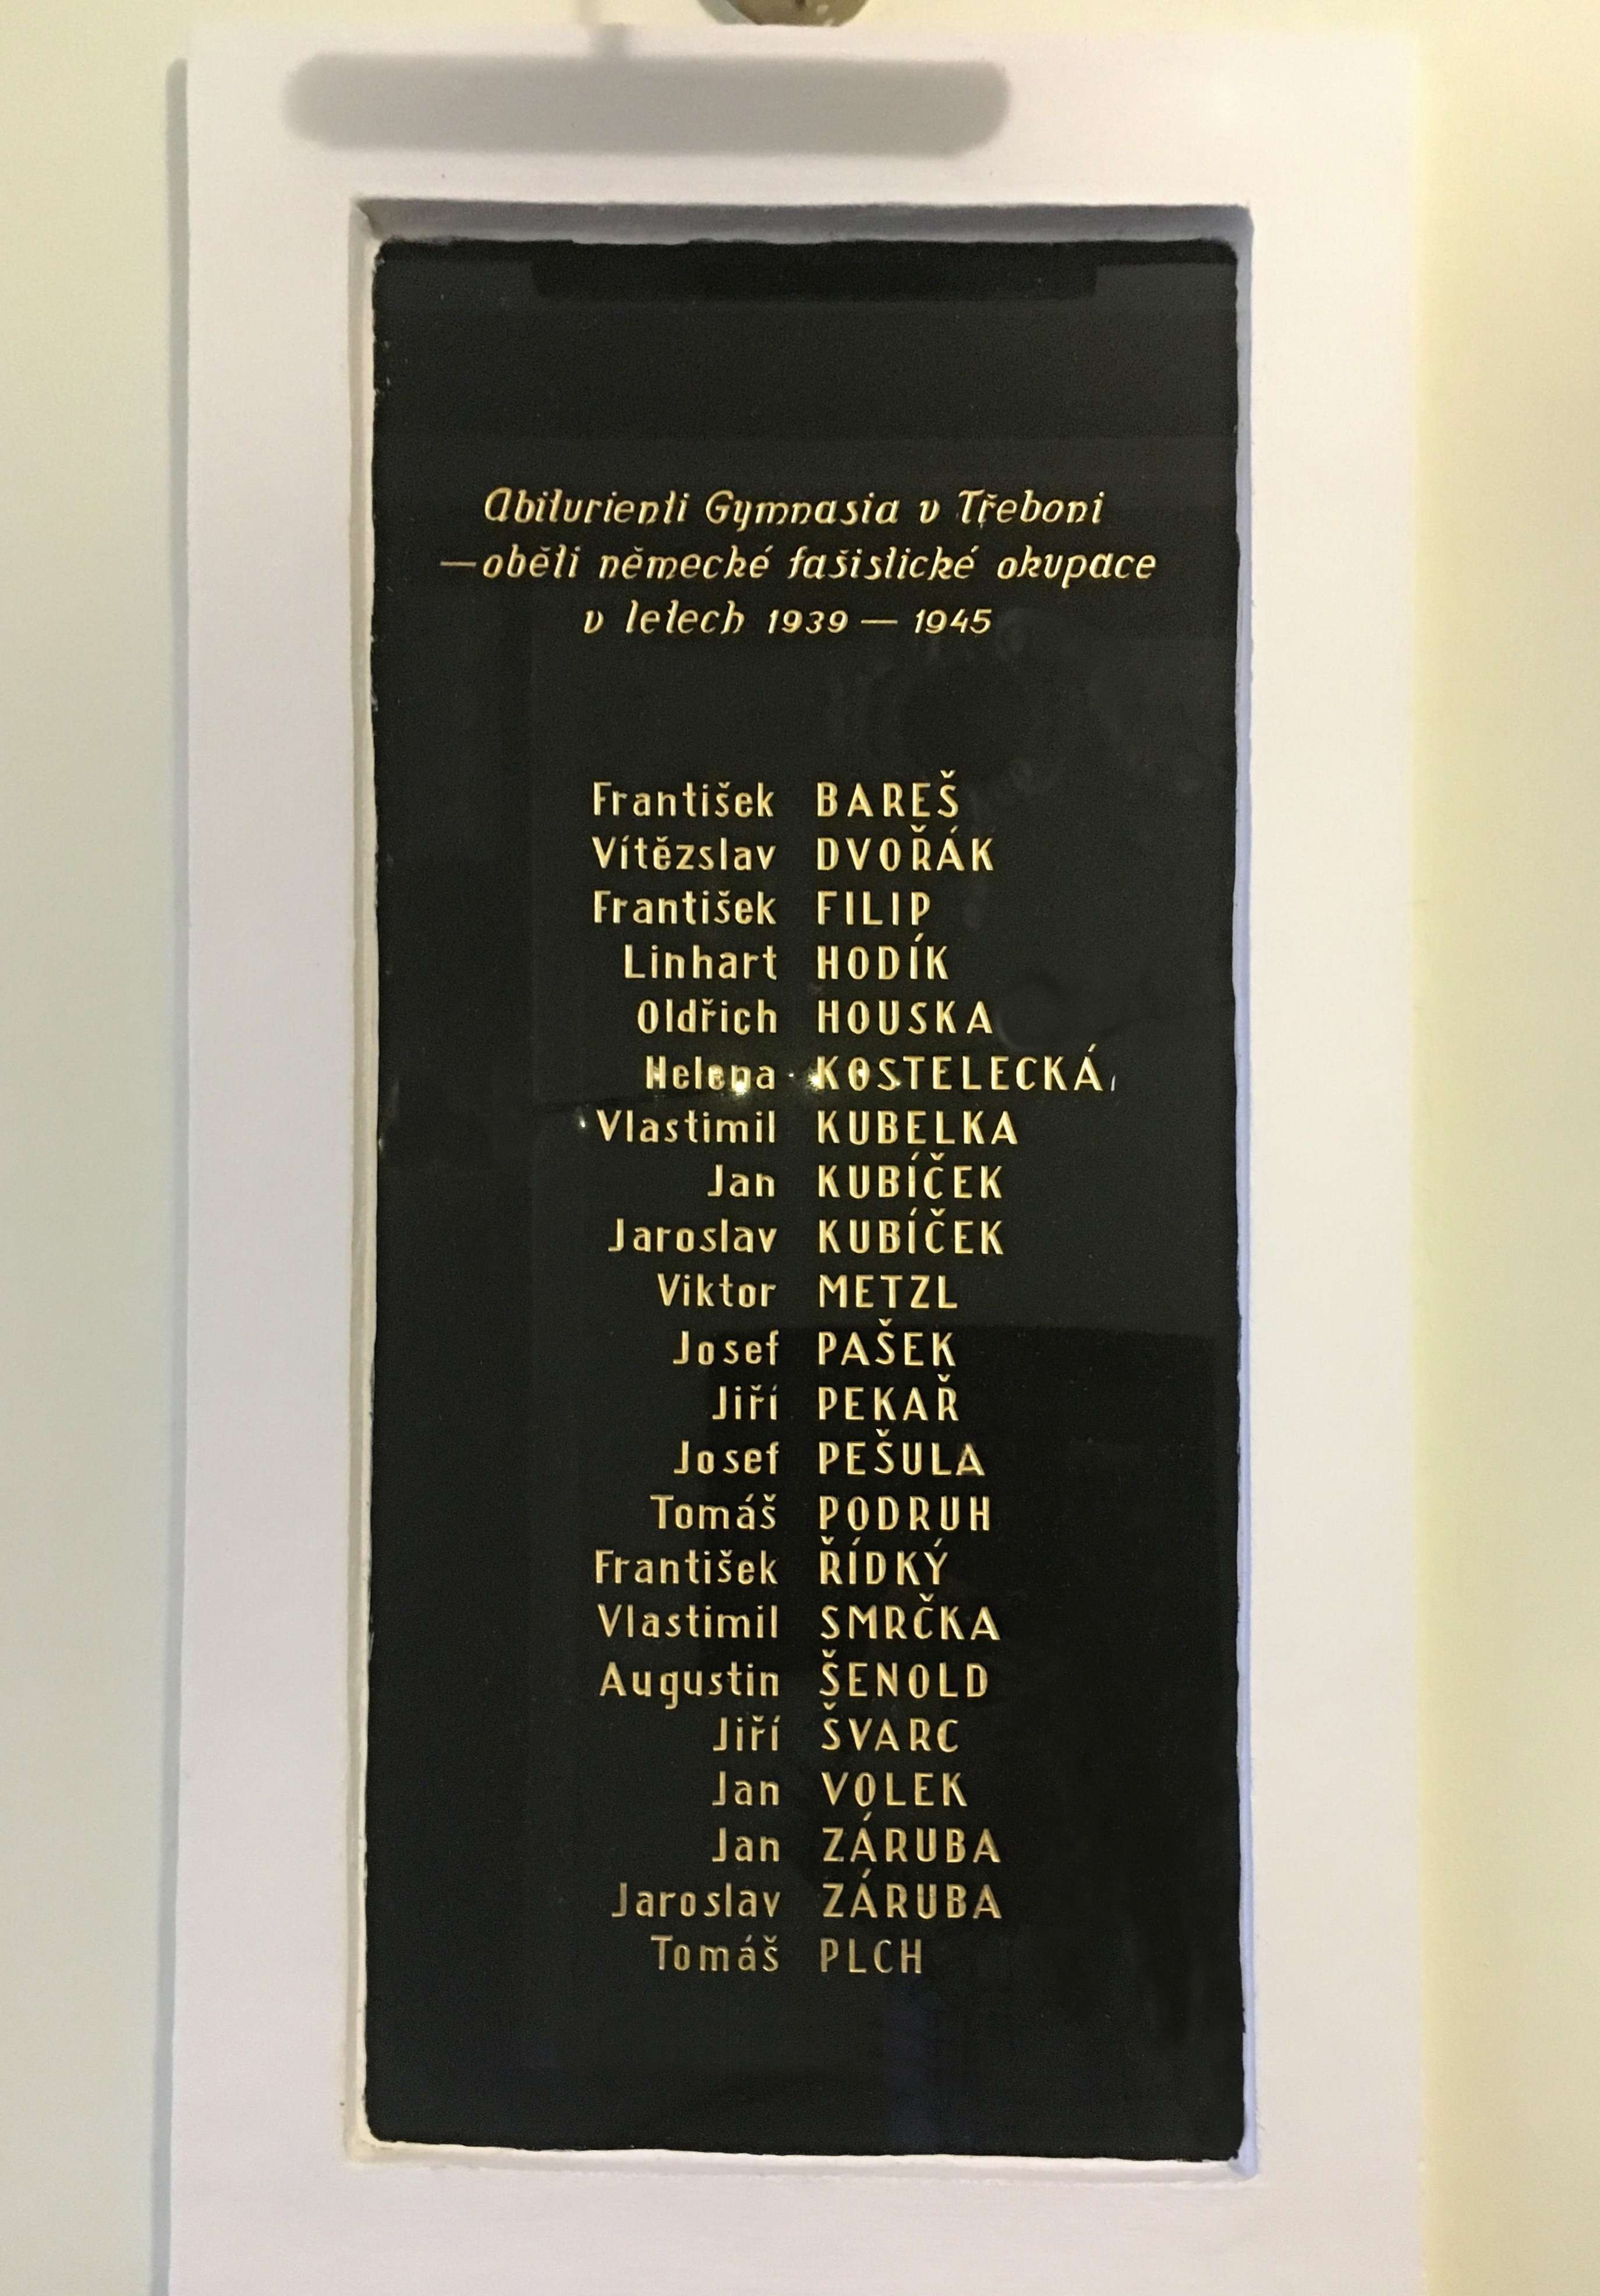 Abiturienti Gymnasia v Třeboni
—oběti německé fašistické okupace
v letech 1939 — 1945
František BAREŠ
Vítězslav DVOŘÁK
František FILIP
Linhart HODÍK
Oldřich HOUSKA
Helena KOSTELECKÁ
Vlastimil KUBELKA
Jan KUBÍČEK
Jaroslav KUBÍČEK
Viktor METZL
Josef PAŠEK
Jiří PEKAŘ
Josef PEŠULA
Tomáš PODRUH
František ŘÍDKÝ
Vlastimil SMRČKA
Augustin ŠENOLD
Jiří ŠVARC
Jan VOLEK
Jan ZÁRUBA
Jaroslav ZÁRUBA
Tomáš PLCH